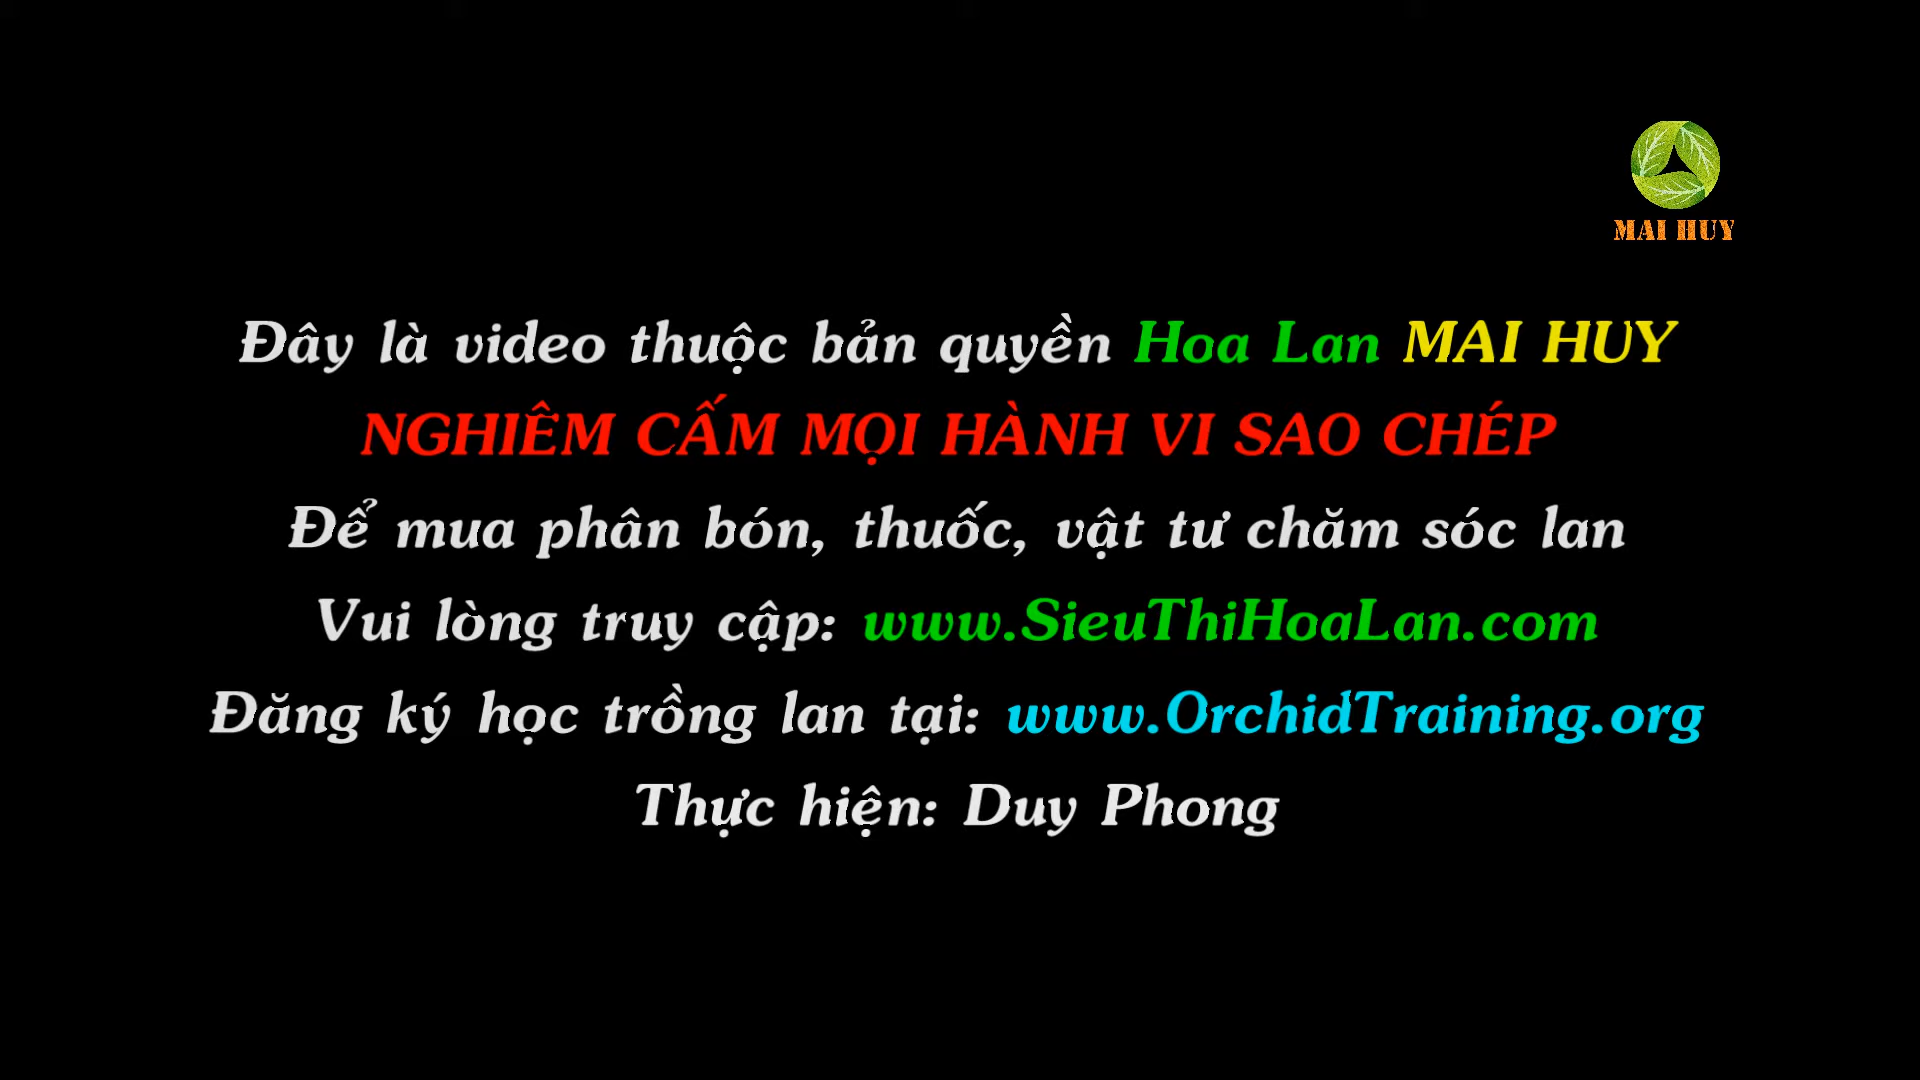 MAI HUY
Đây là video thuộc bản quyền Hoa Lan MAI HUY
NGHIÊM CẤM MỌI HÀNH VI SAO CHÉP
Để mua phân bón, thuốc, vật tư chăm sóc lan
Vui lòng truy cập: www.SieuThiHoaLan.com
Đăng ký học trồng lan tại: www.OrchidTraining.org
Thực hiện: Duy Phong